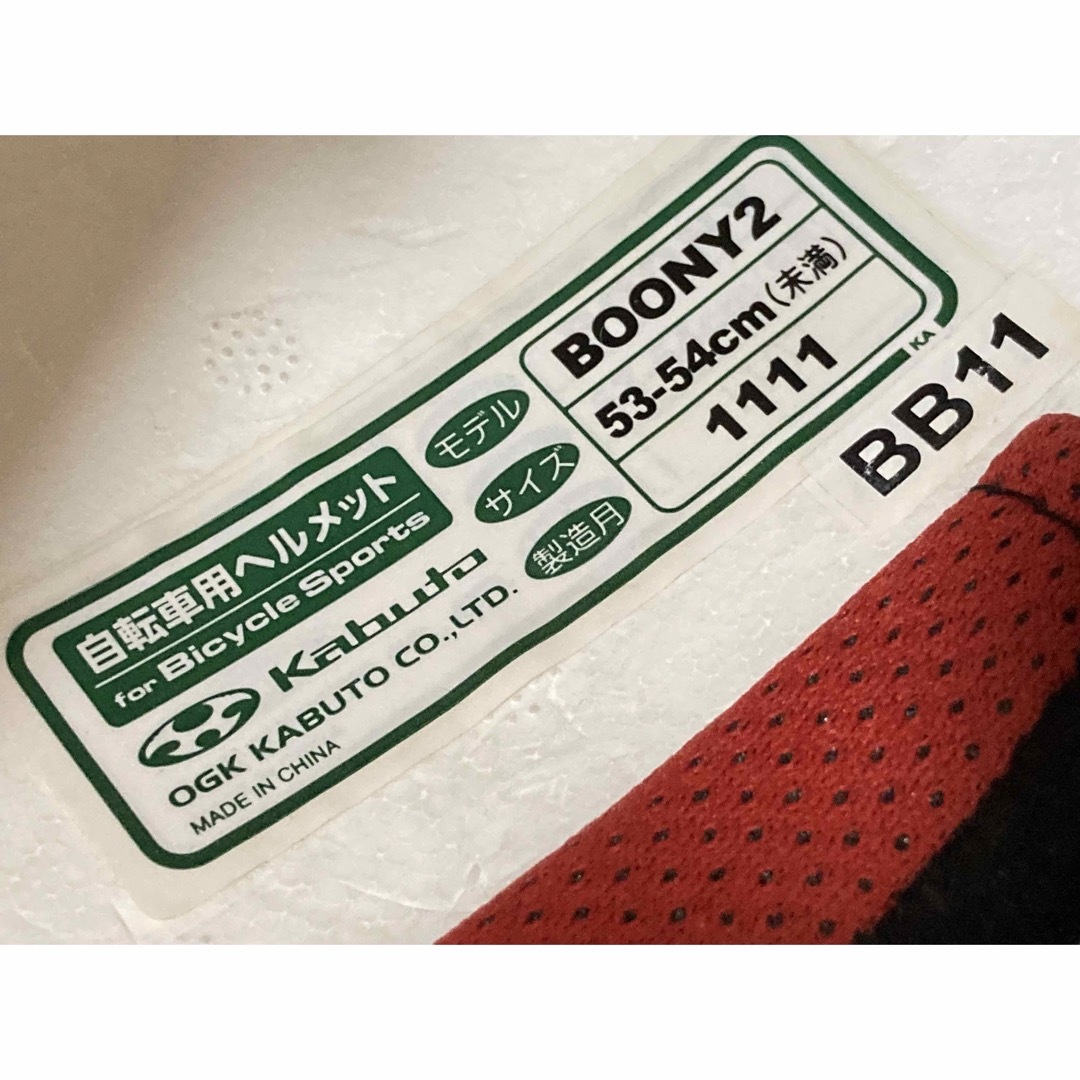 自転車用ヘルメット
for Bicycle Sports
Kabuto
OGK KABUTO CO.,LTD.
MADE IN CHINA
モデル BOONY2
サイズ 53-54cm(未満)
製造月 1111
KA
BB11